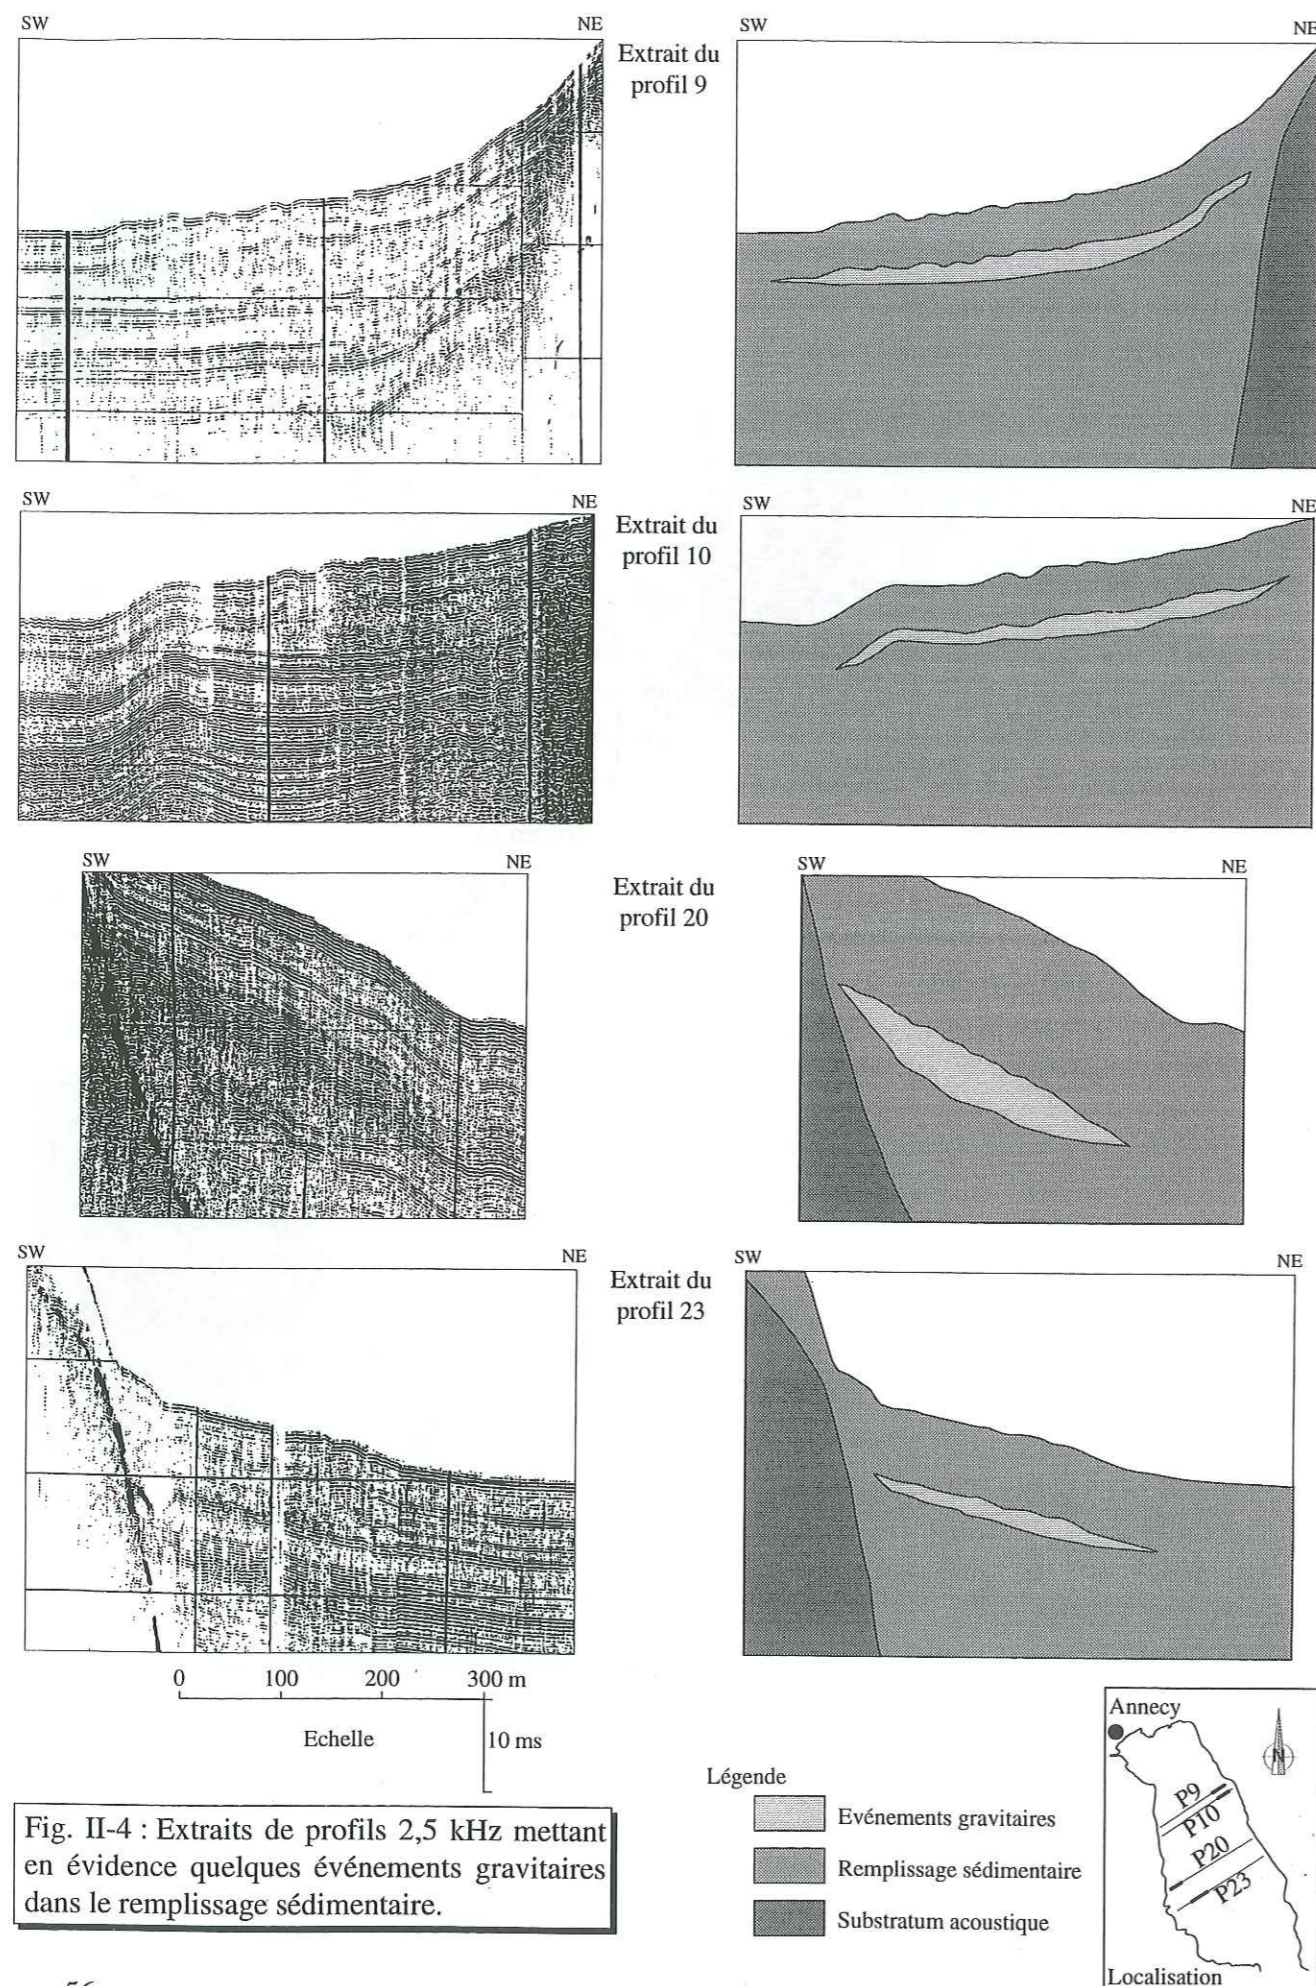 SW NE
Extrait du
profil 9
SW NE
SW NE
Extrait du
profil 10
SW NE
SW NE
Extrait du
profil 20
SW NE
SW NE
Extrait du
profil 23
SW NE
0 100 200 300 m
Echelle
10 ms
Fig. II-4 : Extraits de profils 2,5 kHz mettant
en évidence quelques événements gravitaires
dans le remplissage sédimentaire.
Légende
Evénements gravitaires
Remplissage sédimentaire
Substratum acoustique
Annecy
N
P9
P10
P20
P23
Localisation